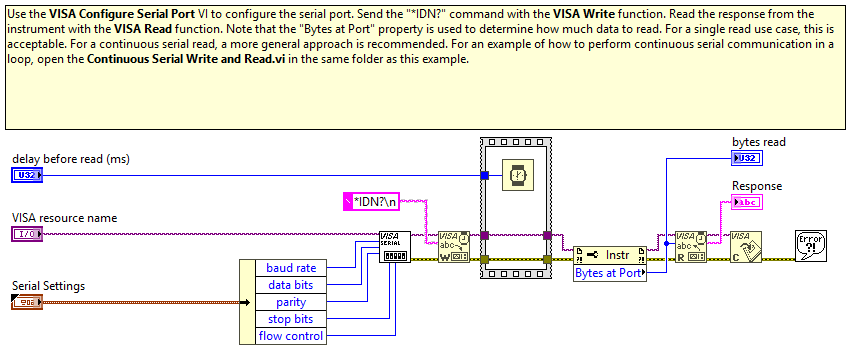 Use the VISA Configure Serial Port VI to configure the serial port. Send the "*IDN?" command with the VISA Write function. Read the response from the
instrument with the VISA Read function. Note that the "Bytes at Port" property is used to determine how much data to read. For a single read use case, this is
acceptable. For a continuous serial read, a more general approach is recommended. For an example of how to perform continuous serial communication in a
loop, open the Continuous Serial Write and Read.vi in the same folder as this example.
bytes read
U32
delay before read (ms)
U32
Response
abc
*IDN?\n
VISA resource name
I/O
VISA
SERIAL
VISA
abc
W
Instr
Bytes at Port
VISA
abc
R
VISA
C
Error
?!
baud rate
data bits
parity
stop bits
flow control
Serial Settings